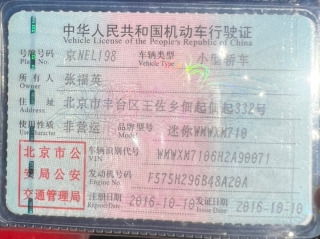 中华人民共和国机动车行驶证
Vehicle License of the People's Republic of China
号牌号码 京NEL198 车辆类型 小型轿车
Plate No. Vehicle Type
所有人 张福英
Owner
住址 北京市丰台区王佐乡佃起佃起332号
Address
使用性质 非营运 品牌型号 迷你WMWXM710
Use Character Model
北京市公 车辆识别代号 WMWXM7106H2A90071
VIN
安局公安 发动机号码 F575H296B48A20A
Engine No.
交通管理局 注册日期 2016-10-10 发证日期 2016-10-10
Register Date Issue Date